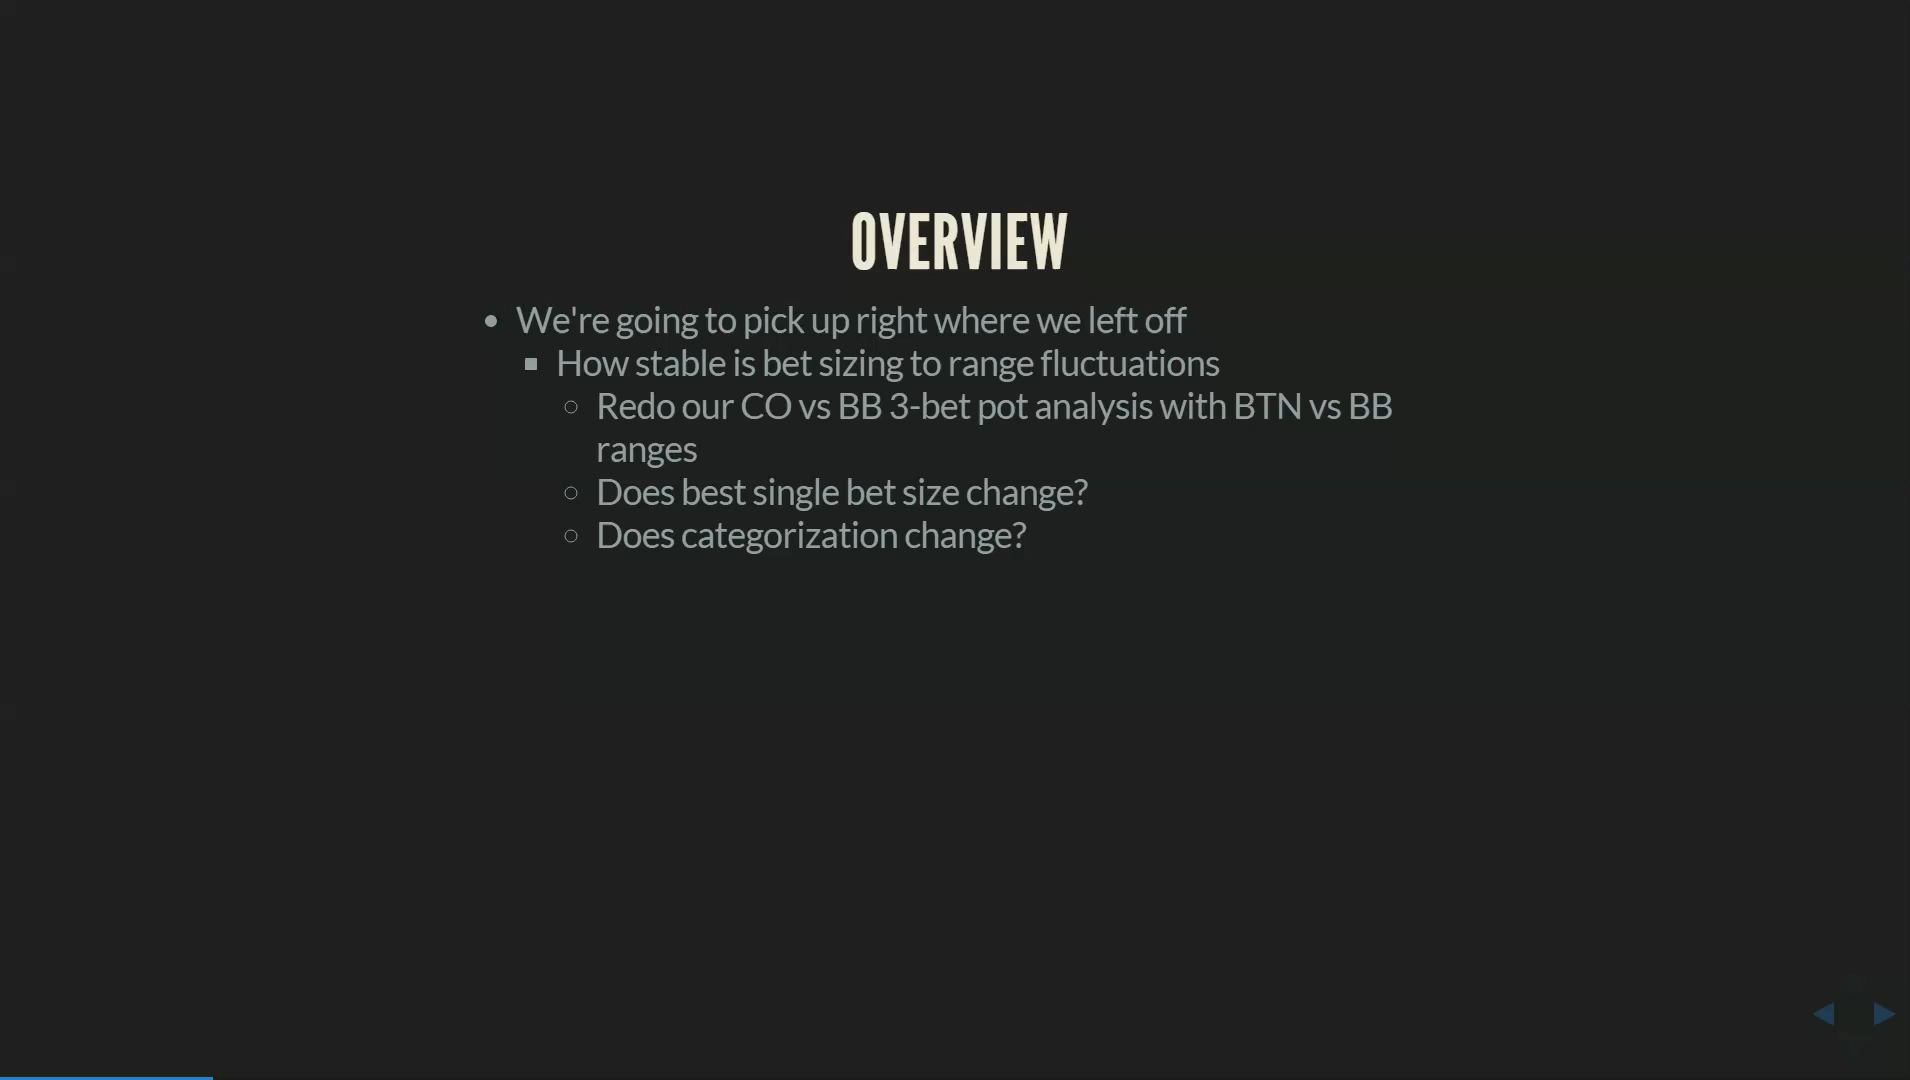 OVERVIEW
We're going to pick up right where we left off
How stable is bet sizing to range fluctuations
Redo our CO vs BB 3-bet pot analysis with BTN vs BB
ranges
Does best single bet size change?
Does categorization change?